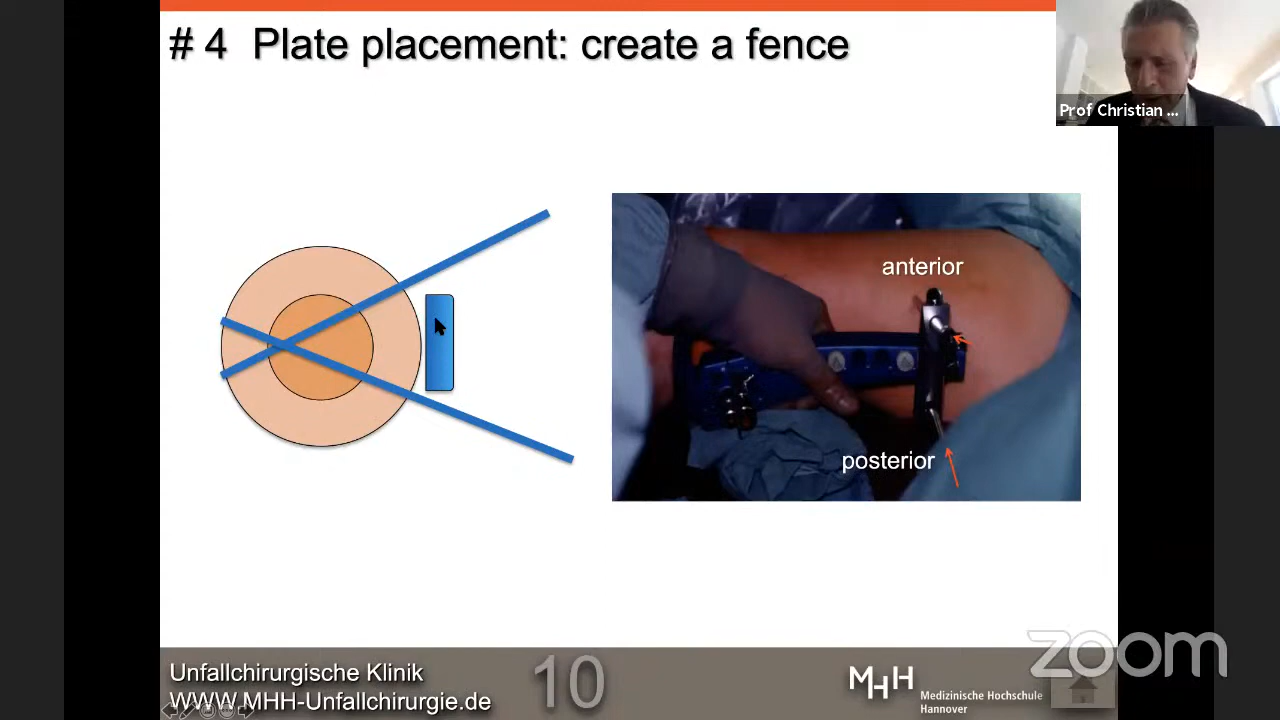 # 4 Plate placement: create a fence
Prof Christian ...
anterior
posterior
Unfallchirurgische Klinik
WWW.MHH-Unfallchirurgie.de
10
MHH
Medizinische Hochschule
Hannover
zoom